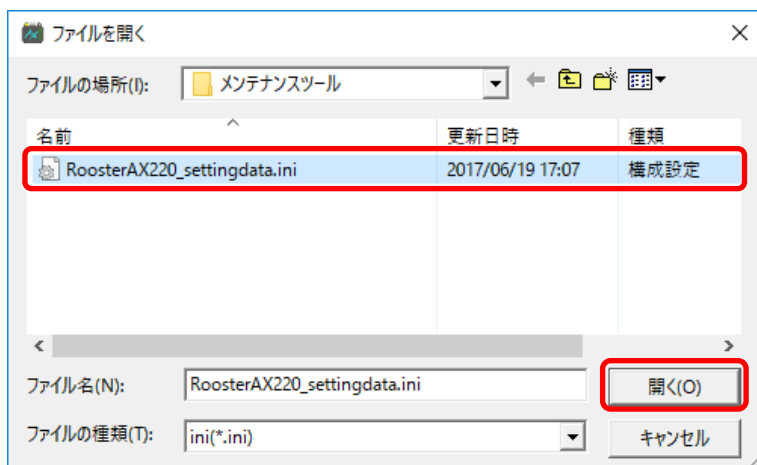 ファイルを開く
ファイルの場所(I): メンテナンスツール
名前 更新日時 種類
RoosterAX220_settingdata.ini 2017/06/19 17:07 構成設定
ファイル名(N): RoosterAX220_settingdata.ini 開く(O)
ファイルの種類(T): ini(*.ini) キャンセル